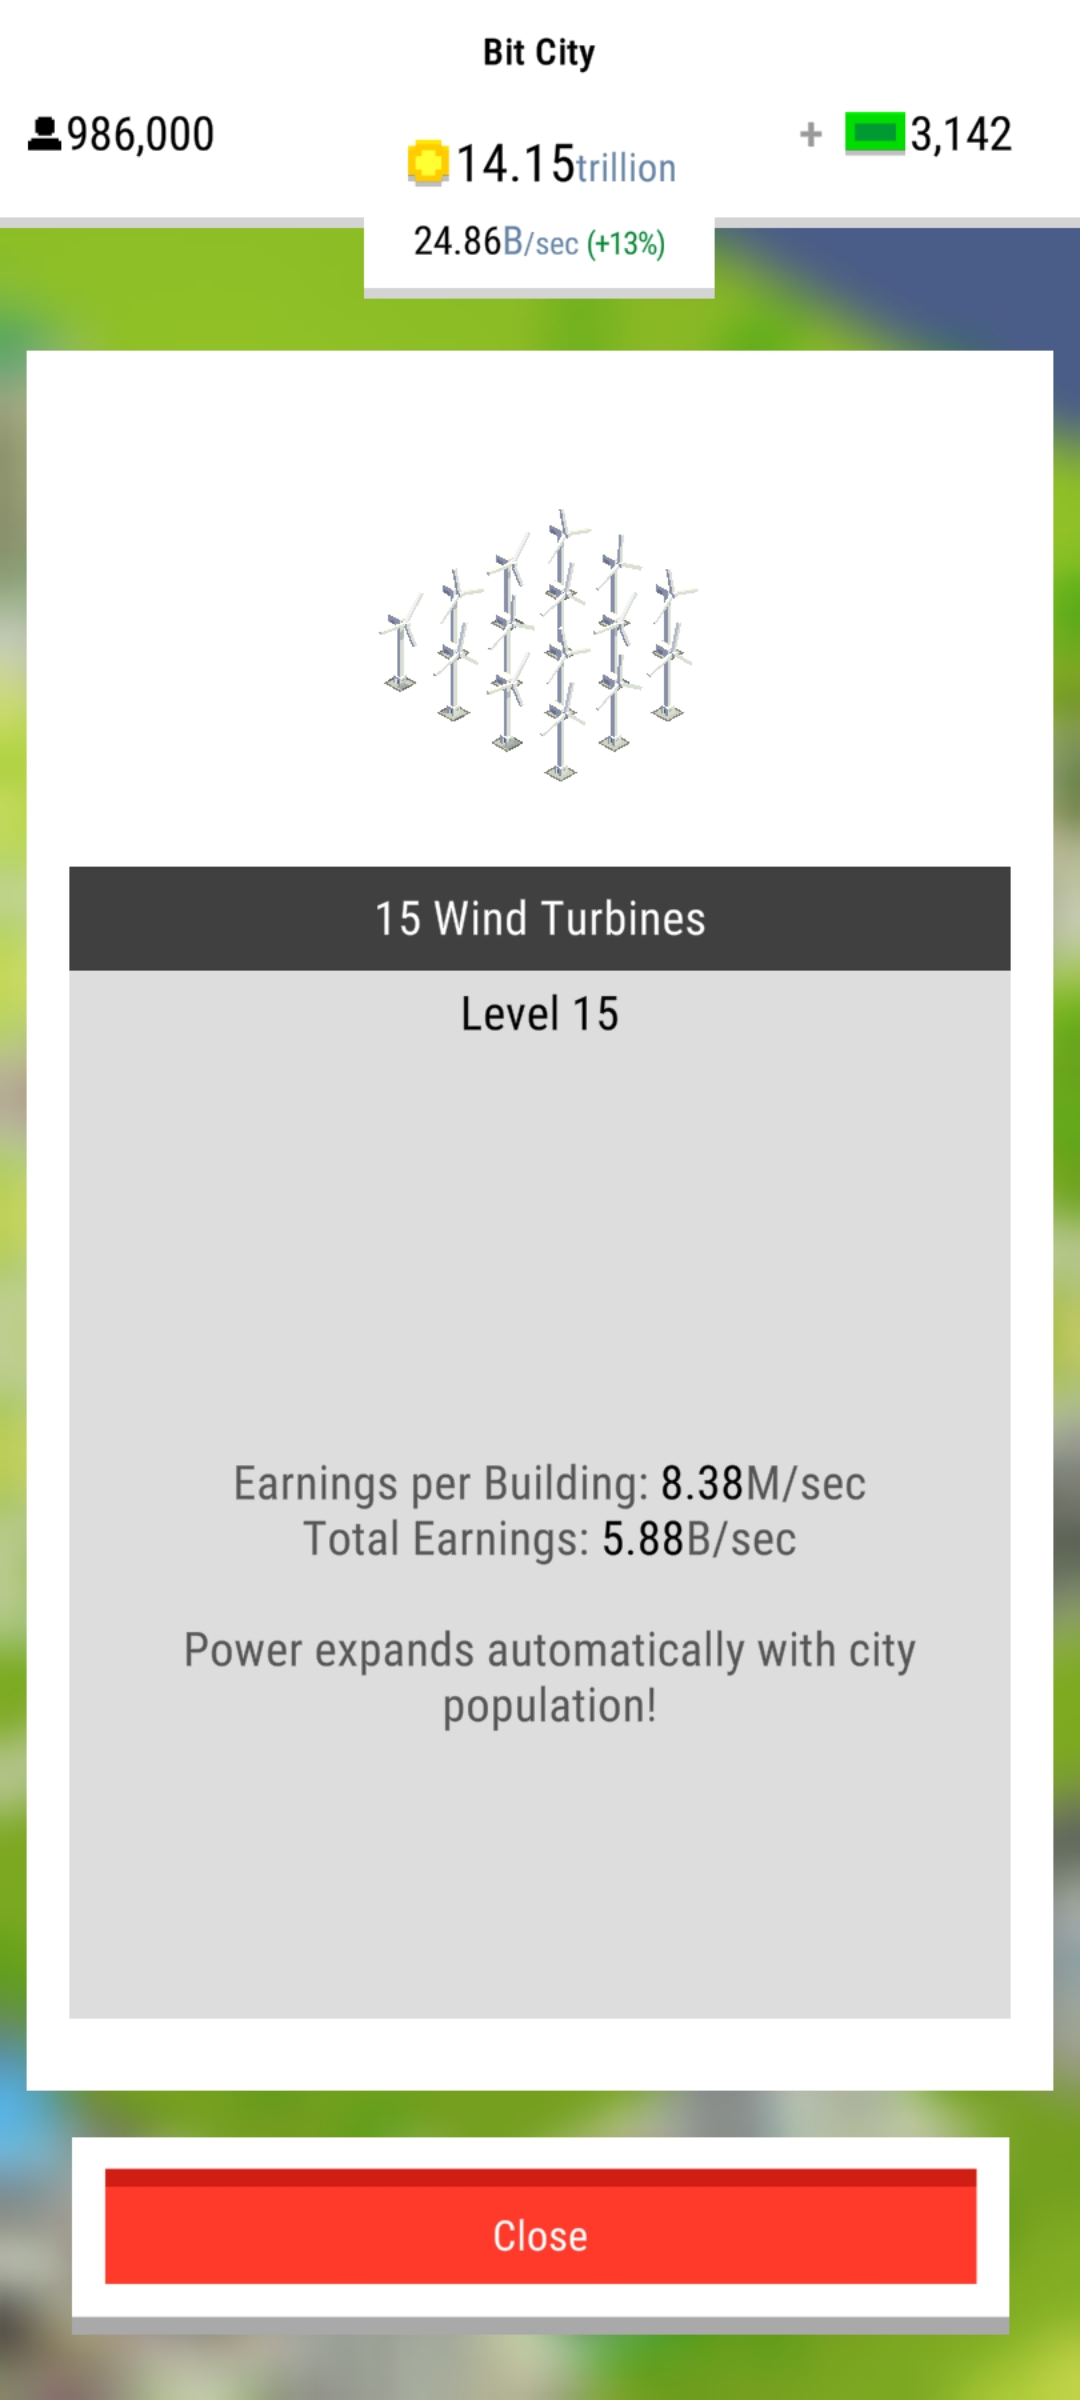 Bit City
986,000
14.15trillion
+ 3,142
24.86B/sec (+13%)
15 Wind Turbines
Level 15
Earnings per Building: 8.38M/sec
Total Earnings: 5.88B/sec
Power expands automatically with city
population!
Close